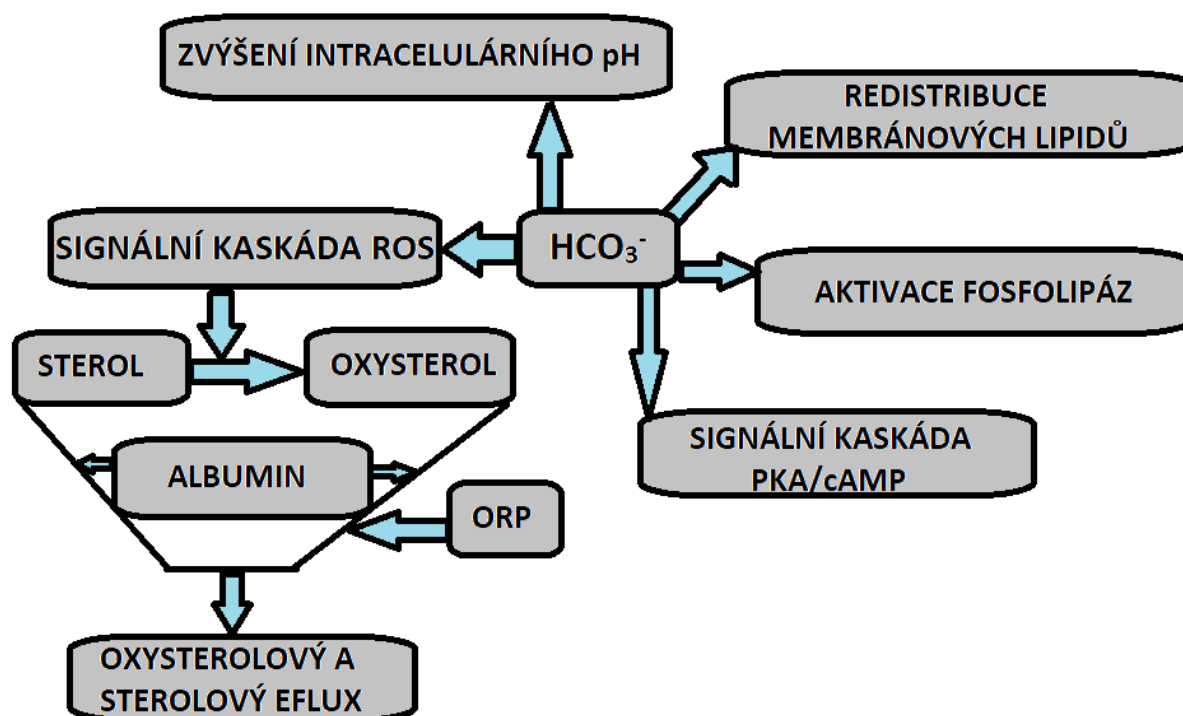 ZVÝŠENÍ INTRACELULÁRNÍHO pH
REDISTRIBUCE
MEMBRÁNOVÝCH LIPIDŮ
SIGNÁLNÍ KASKÁDA ROS
HCO₃⁻
AKTIVACE FOSFOLIPÁZ
STEROL
OXYSTEROL
SIGNÁLNÍ KASKÁDA
PKA/cAMP
ALBUMIN
ORP
OXYSTEROLOVÝ A
STEROLOVÝ EFLUX